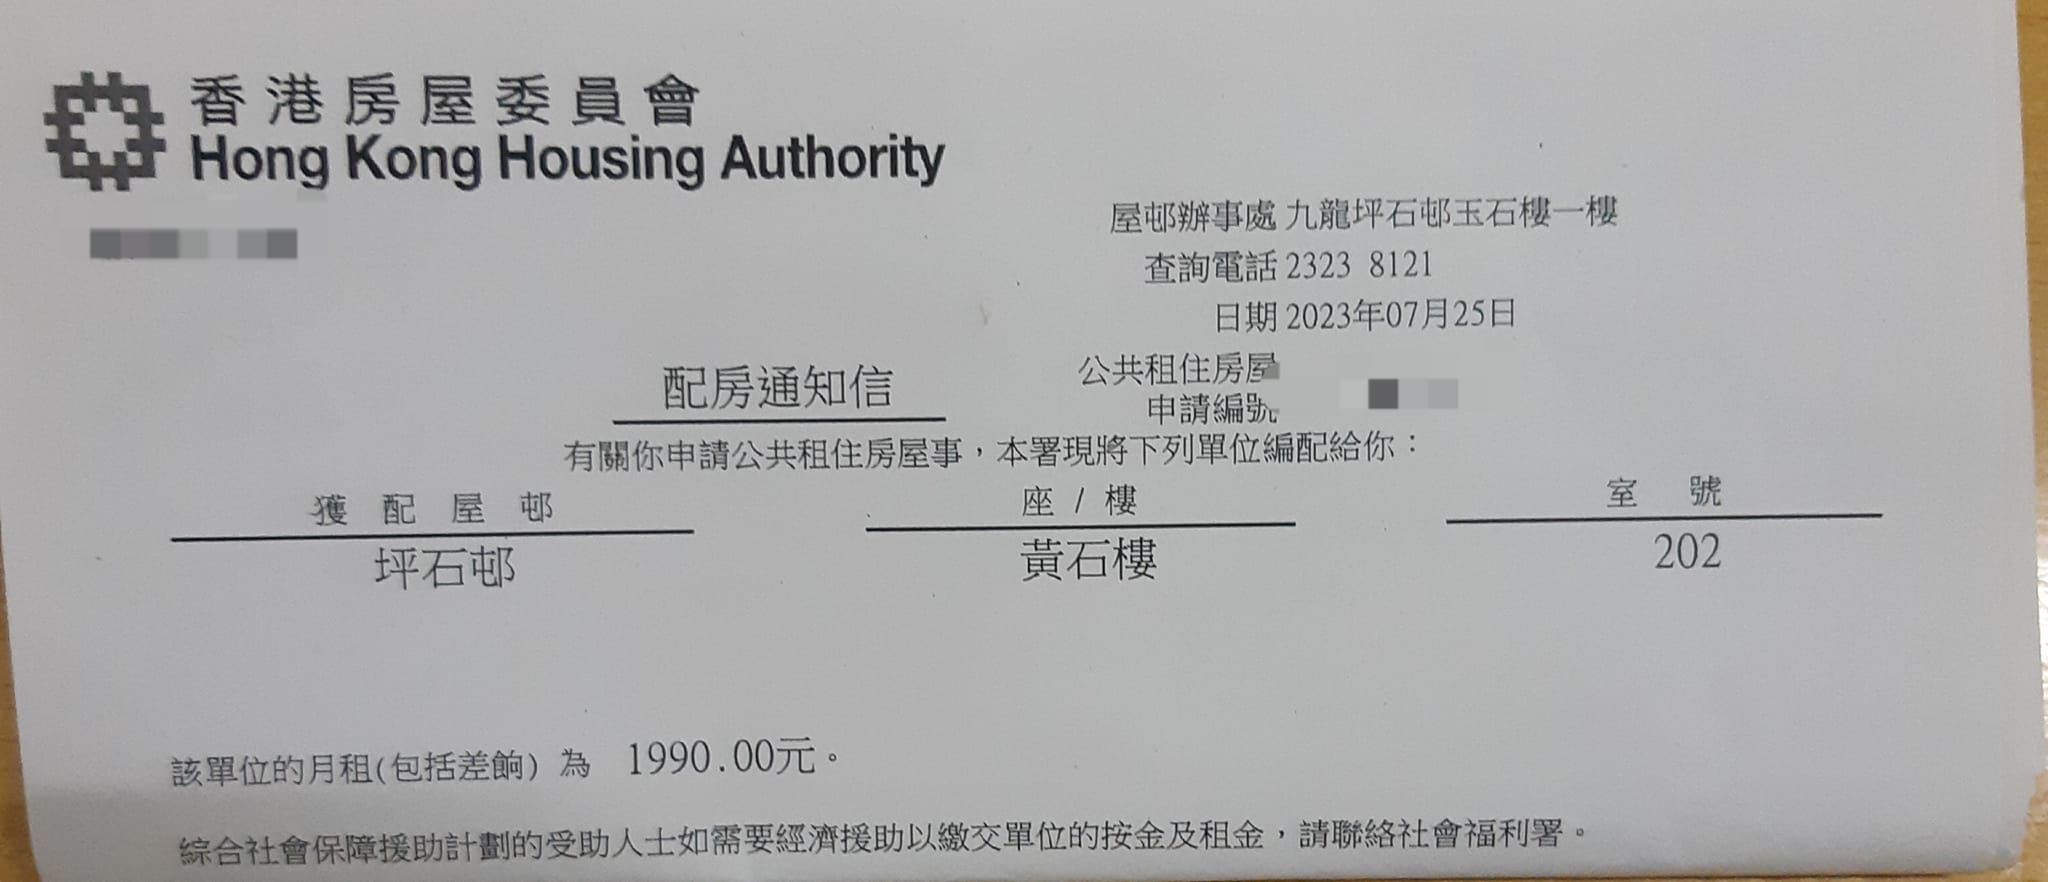 香港房屋委員會
Hong Kong Housing Authority
屋邨辦事處 九龍坪石邨玉石樓一樓
查詢電話 2323 8121
日期 2023年07月25日
配房通知信
公共租住房屋
申請編號
有關你申請公共租住房屋事，本署現將下列單位編配給你：
獲配屋邨 座/樓 室號
坪石邨 黃石樓 202
該單位的月租(包括差餉) 為 1990.00元。
綜合社會保障援助計劃的受助人士如需要經濟援助以繳交單位的按金及租金，請聯絡社會福利署。